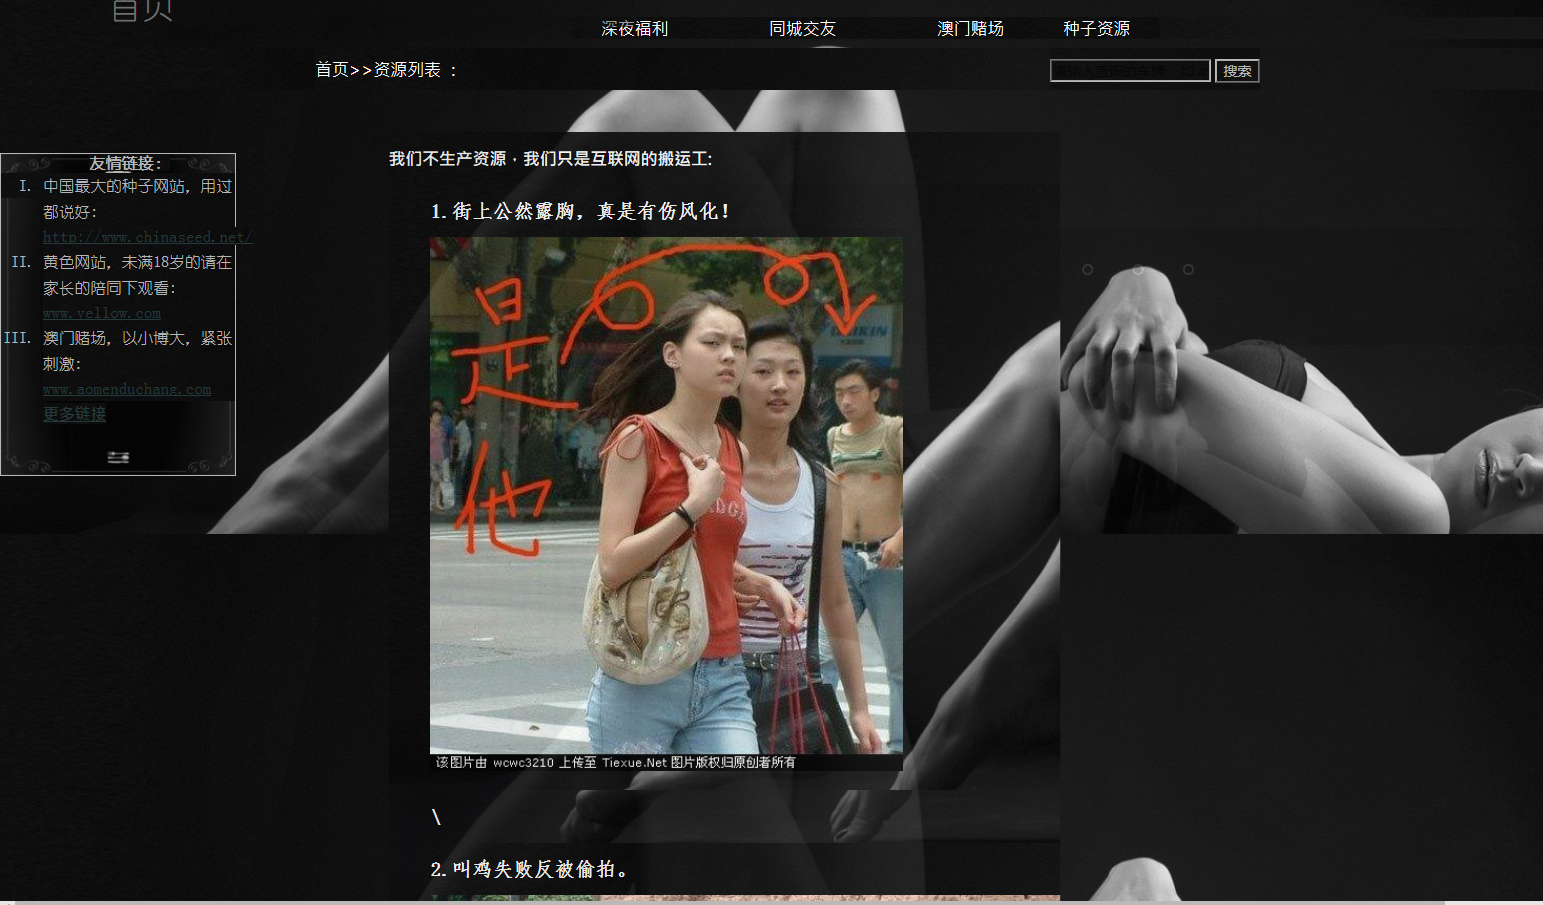 首页
深夜福利
同城交友
澳门赌场
种子资源
首页>>资源列表 :
搜索
友情链接:
I. 中国最大的种子网站，用过
都说好:
http://www.chinaseed.net/
II. 黄色网站，未满18岁的请在
家长的陪同下观看:
www.yellow.com
III. 澳门赌场，以小博大，紧张
刺激:
www.aomenduchang.com
更多链接
我们不生产资源，我们只是互联网的搬运工:
1. 街上公然露胸，真是有伤风化！
是
他
DAIKIN
该图片由 wcwc3210 上传至 Tiexue.Net 图片版权归原创者所有
\
2. 叫鸡失败反被偷拍。